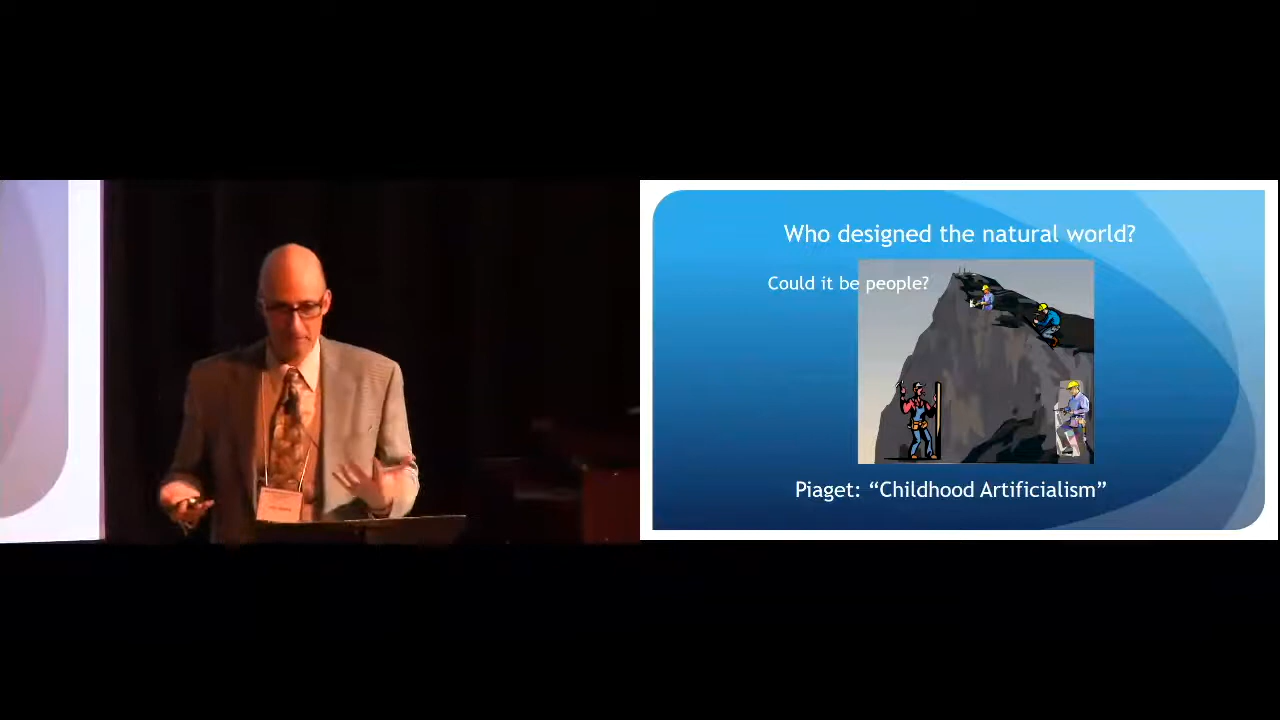 Who designed the natural world?
Could it be people?
Piaget: “Childhood Artificialism”